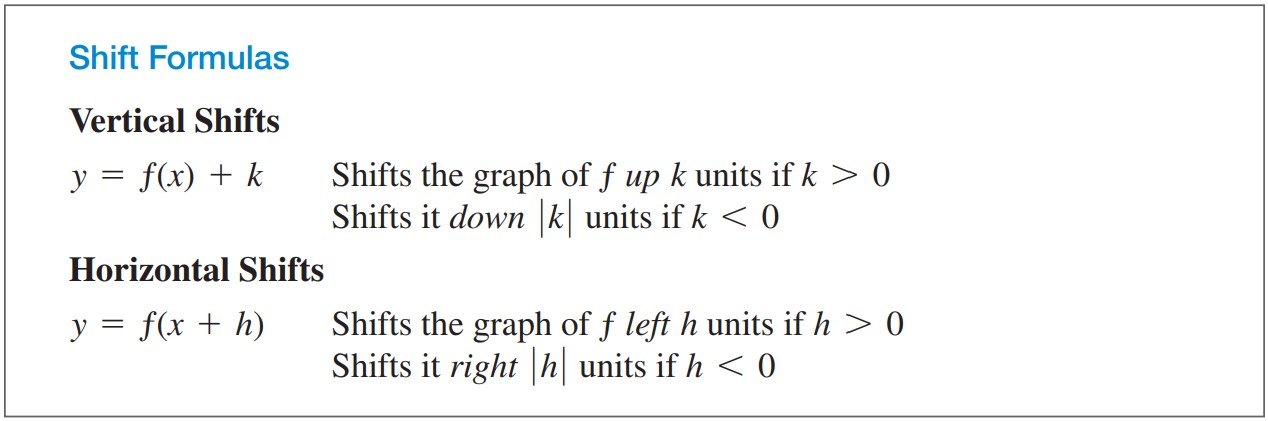 Shift Formulas
Vertical Shifts
y = f(x) + k Shifts the graph of f up k units if k > 0
Shifts it down |k| units if k < 0
Horizontal Shifts
y = f(x + h) Shifts the graph of f left h units if h > 0
Shifts it right |h| units if h < 0